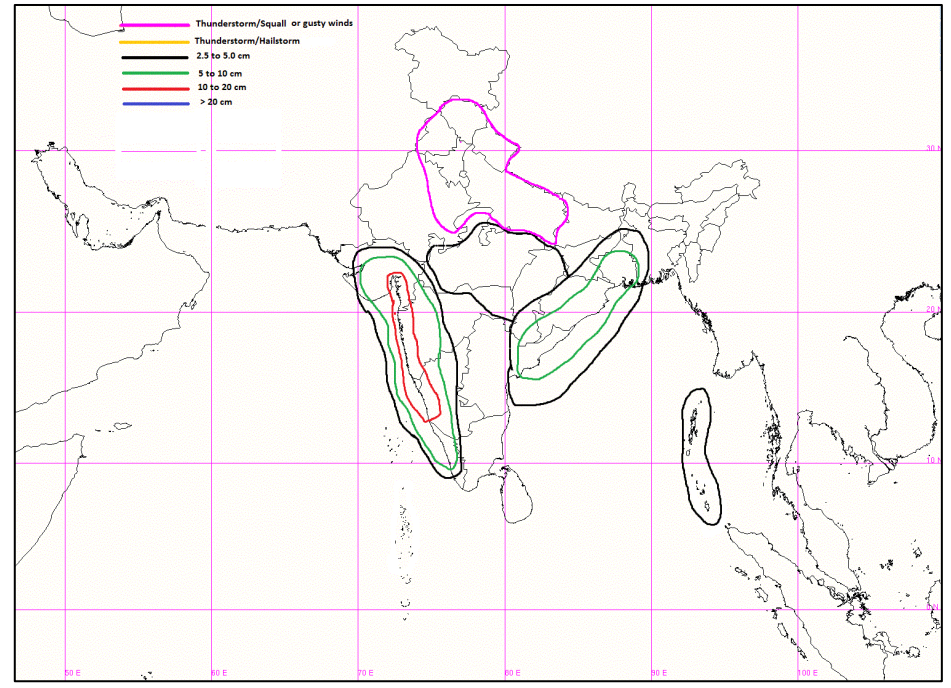 Thunderstorm/Squall or gusty winds
Thunderstorm/Hailstorm
2.5 to 5.0 cm
5 to 10 cm
10 to 20 cm
> 20 cm
30 N
20 N
10 N
50 E
60 E
70 E
80 E
90 E
100 E